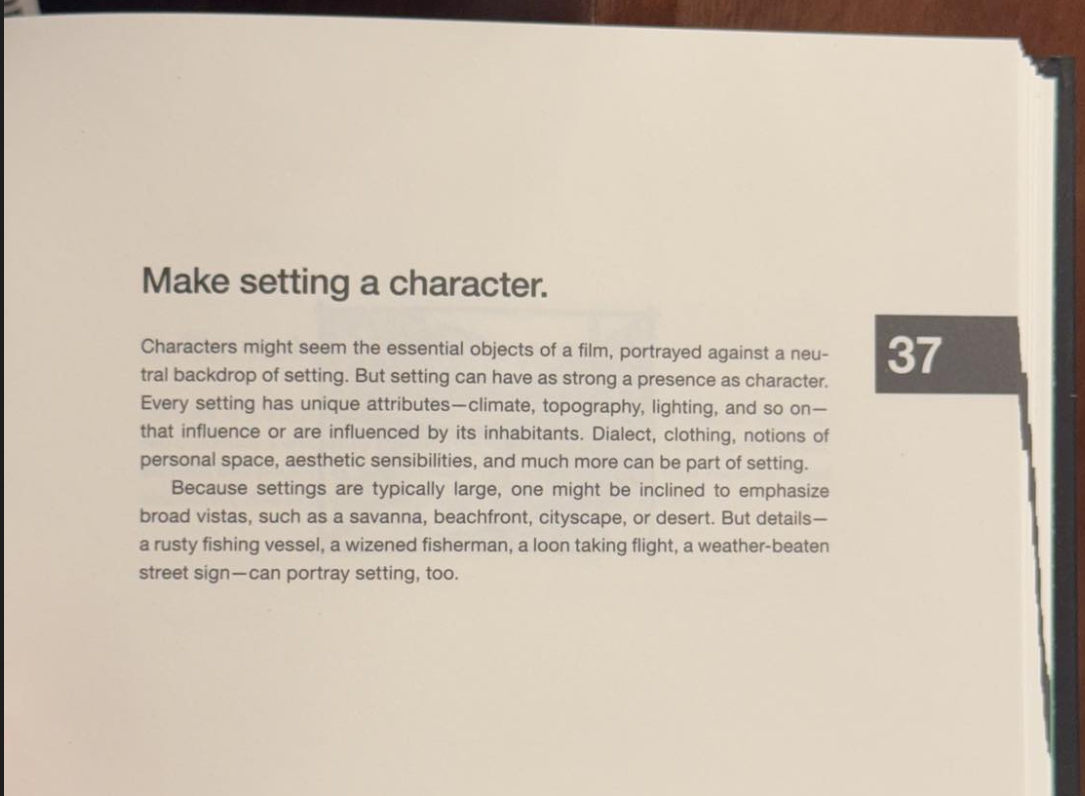 Make setting a character.
Characters might seem the essential objects of a film, portrayed against a neu-
tral backdrop of setting. But setting can have as strong a presence as character.
Every setting has unique attributes—climate, topography, lighting, and so on—
that influence or are influenced by its inhabitants. Dialect, clothing, notions of
personal space, aesthetic sensibilities, and much more can be part of setting.
Because settings are typically large, one might be inclined to emphasize
broad vistas, such as a savanna, beachfront, cityscape, or desert. But details—
a rusty fishing vessel, a wizened fisherman, a loon taking flight, a weather-beaten
street sign—can portray setting, too.
37